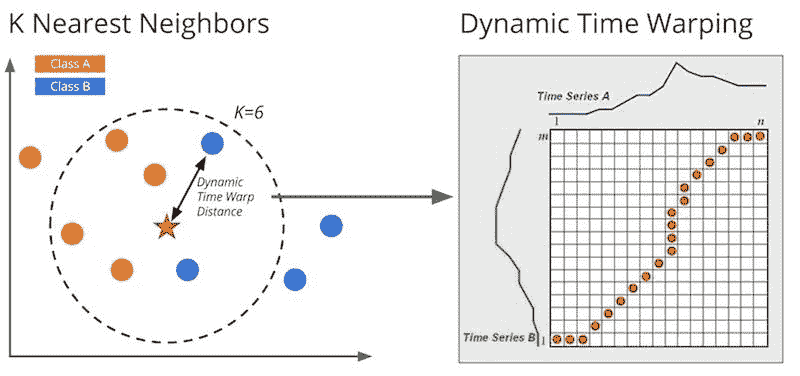 K Nearest Neighbors
Class A
Class B
K=6
Dynamic
Time Warp
Distance
Dynamic Time Warping
Time Series A
1 n
m
Time Series B 1